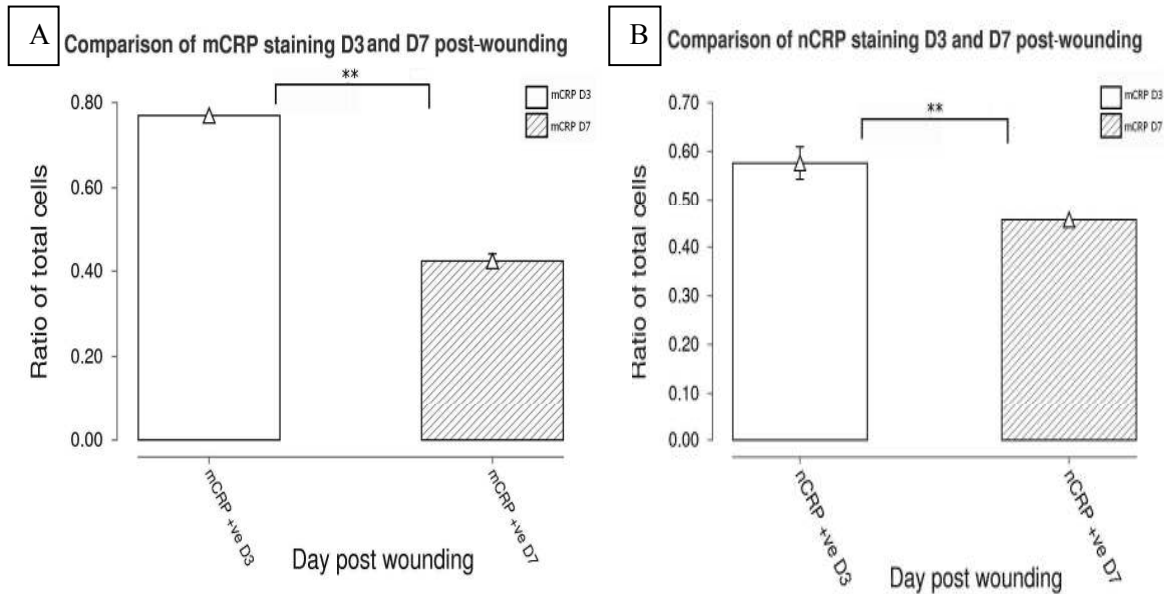 A
Comparison of mCRP staining D3 and D7 post-wounding
**
mCRP D3
mCRP D7
0.80
0.60
0.40
0.20
0.00
Ratio of total cells
mCRP +ve D3
mCRP +ve D7
Day post wounding
B
Comparison of nCRP staining D3 and D7 post-wounding
**
mCRP D3
mCRP D7
0.70
0.60
0.50
0.40
0.30
0.20
0.10
0.00
Ratio of total cells
nCRP +ve D3
nCRP +ve D7
Day post wounding